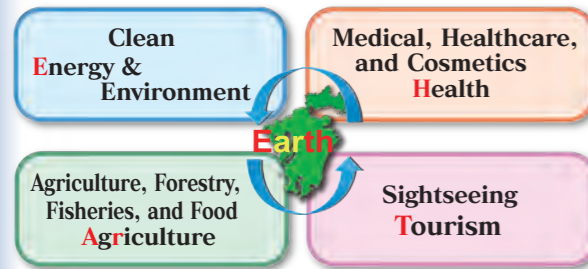 Clean
Energy &
Environment
Medical, Healthcare,
and Cosmetics
Health
Earth
Agriculture, Forestry,
Fisheries, and Food
Agriculture
Sightseeing
Tourism